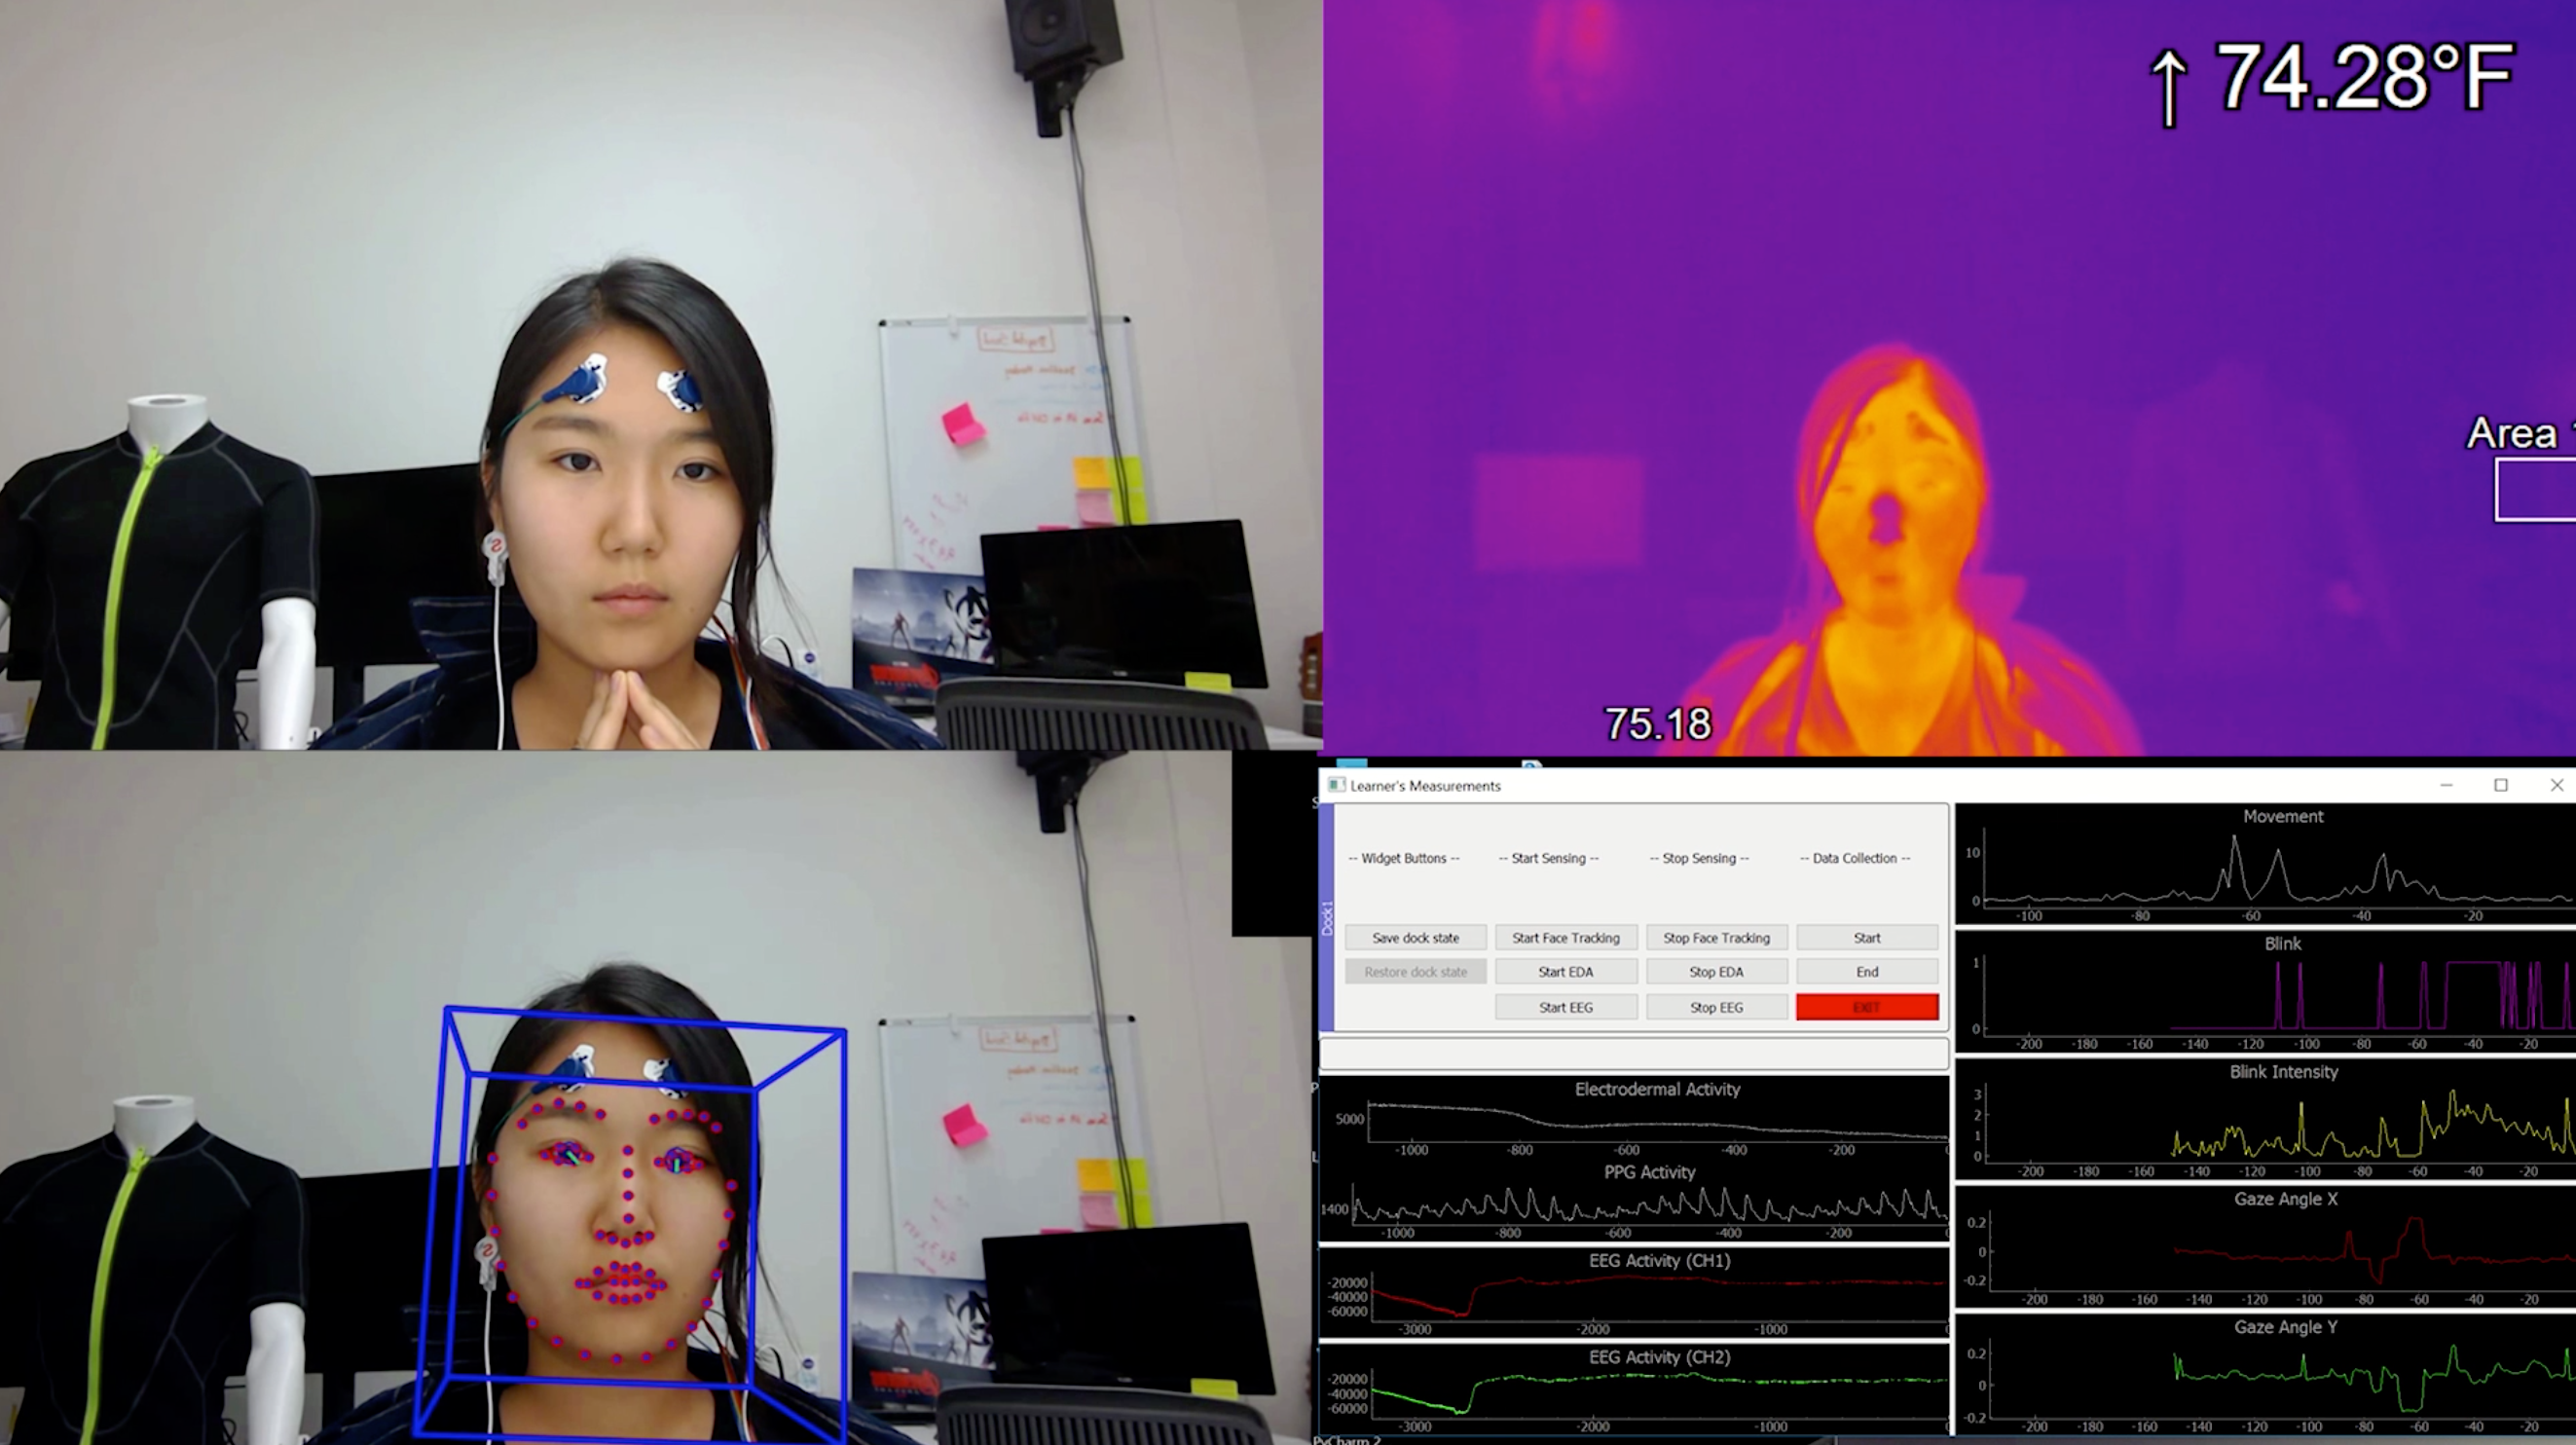 ↑ 74.28°F
Area
75.18
Learner's Measurements
Dock1
-- Widget Buttons --
-- Start Sensing --
-- Stop Sensing --
-- Data Collection --
Save dock state
Start Face Tracking
Stop Face Tracking
Start
Restore dock state
Start EDA
Stop EDA
End
Start EEG
Stop EEG
EXIT
Electrodermal Activity
5000
-1000 -800 -600 -400 -200 0
PPG Activity
1400
-1000 -800 -600 -400 -200
EEG Activity (CH1)
-20000
-40000
-60000
-3000 -2000 -1000
EEG Activity (CH2)
-20000
-40000
-60000
-3000 -2000 -1000
Movement
10
0
-100 -80 -60 -40 -20
Blink
1
0
-200 -180 -160 -140 -120 -100 -80 -60 -40 -20
Blink Intensity
3
2
1
0
-200 -180 -160 -140 -120 -100 -80 -60 -40 -20
Gaze Angle X
0.2
0
-0.2
-200 -180 -160 -140 -120 -100 -80 -60 -40 -20
Gaze Angle Y
0.2
0
-0.2
-200 -180 -160 -140 -120 -100 -80 -60 -40 -20
PyCharm 2